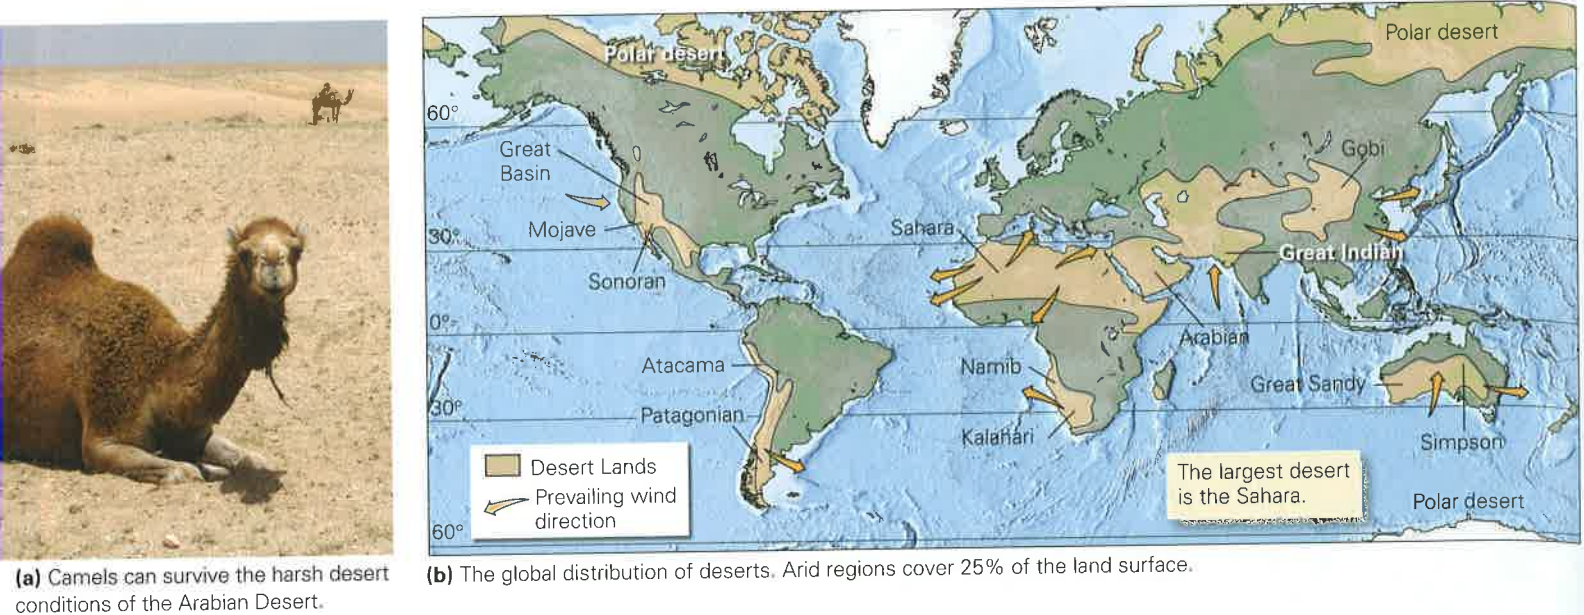 Polar desert
Polar desert
60°
Great
Basin
Gobi
Mojave
Sahara
30°
Great Indian
Sonoran
0°
Arabian
Atacama
Namib
Great Sandy
30°
Patagonian
Kalahari
Simpson
Desert Lands
Prevailing wind
direction
The largest desert
is the Sahara.
Polar desert
60°
(a) Camels can survive the harsh desert
conditions of the Arabian Desert.
(b) The global distribution of deserts. Arid regions cover 25% of the land surface.